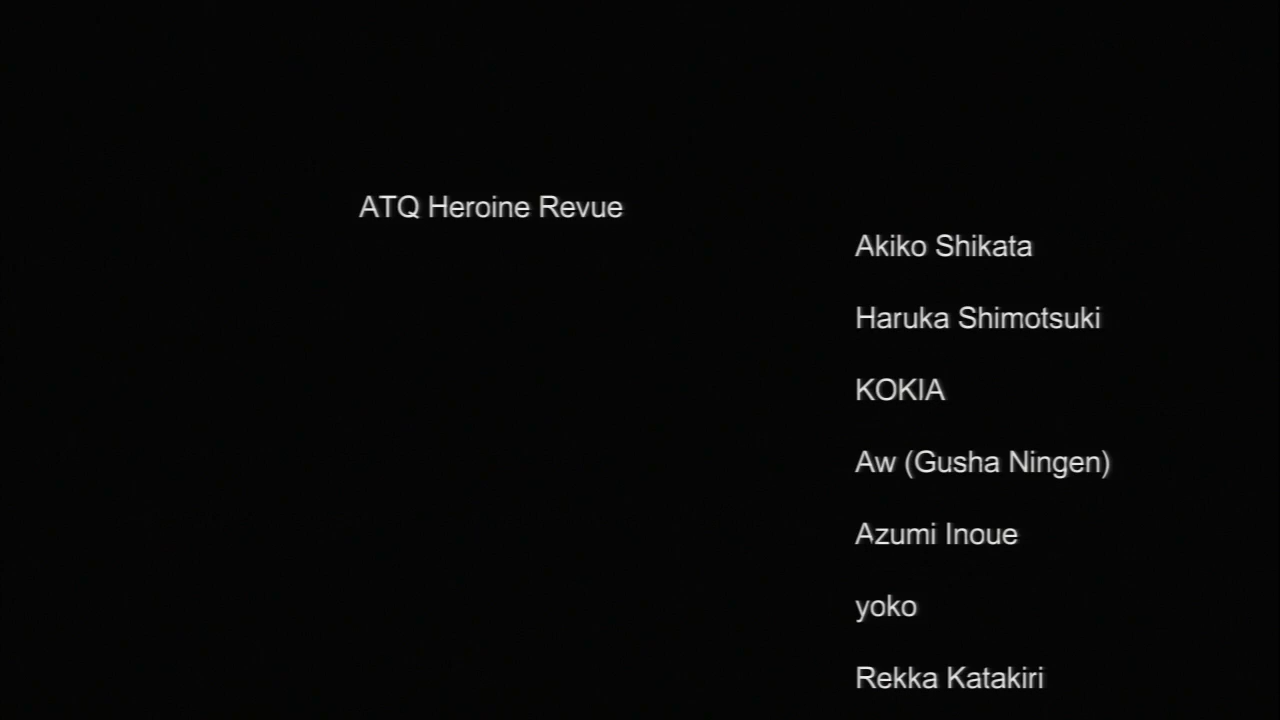 ATQ Heroine Revue
Akiko Shikata
Haruka Shimotsuki
KOKIA
Aw (Gusha Ningen)
Azumi Inoue
yoko
Rekka Katakiri